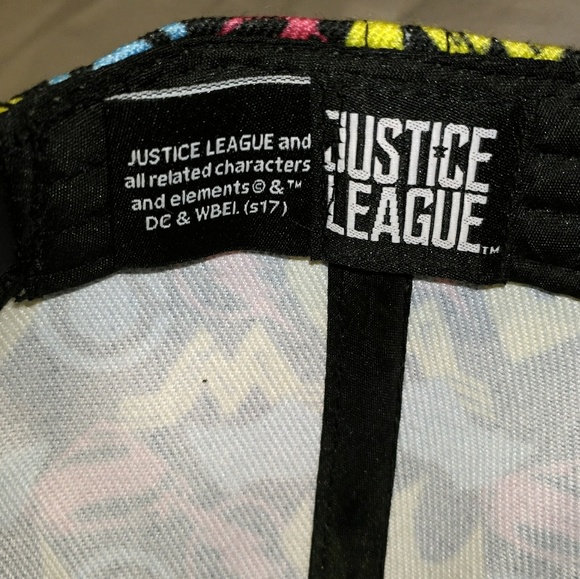 JUSTICE LEAGUE and
all related characters
and elements © & ™
DC & WBEI. (s17)
JUSTICE
LEAGUE™